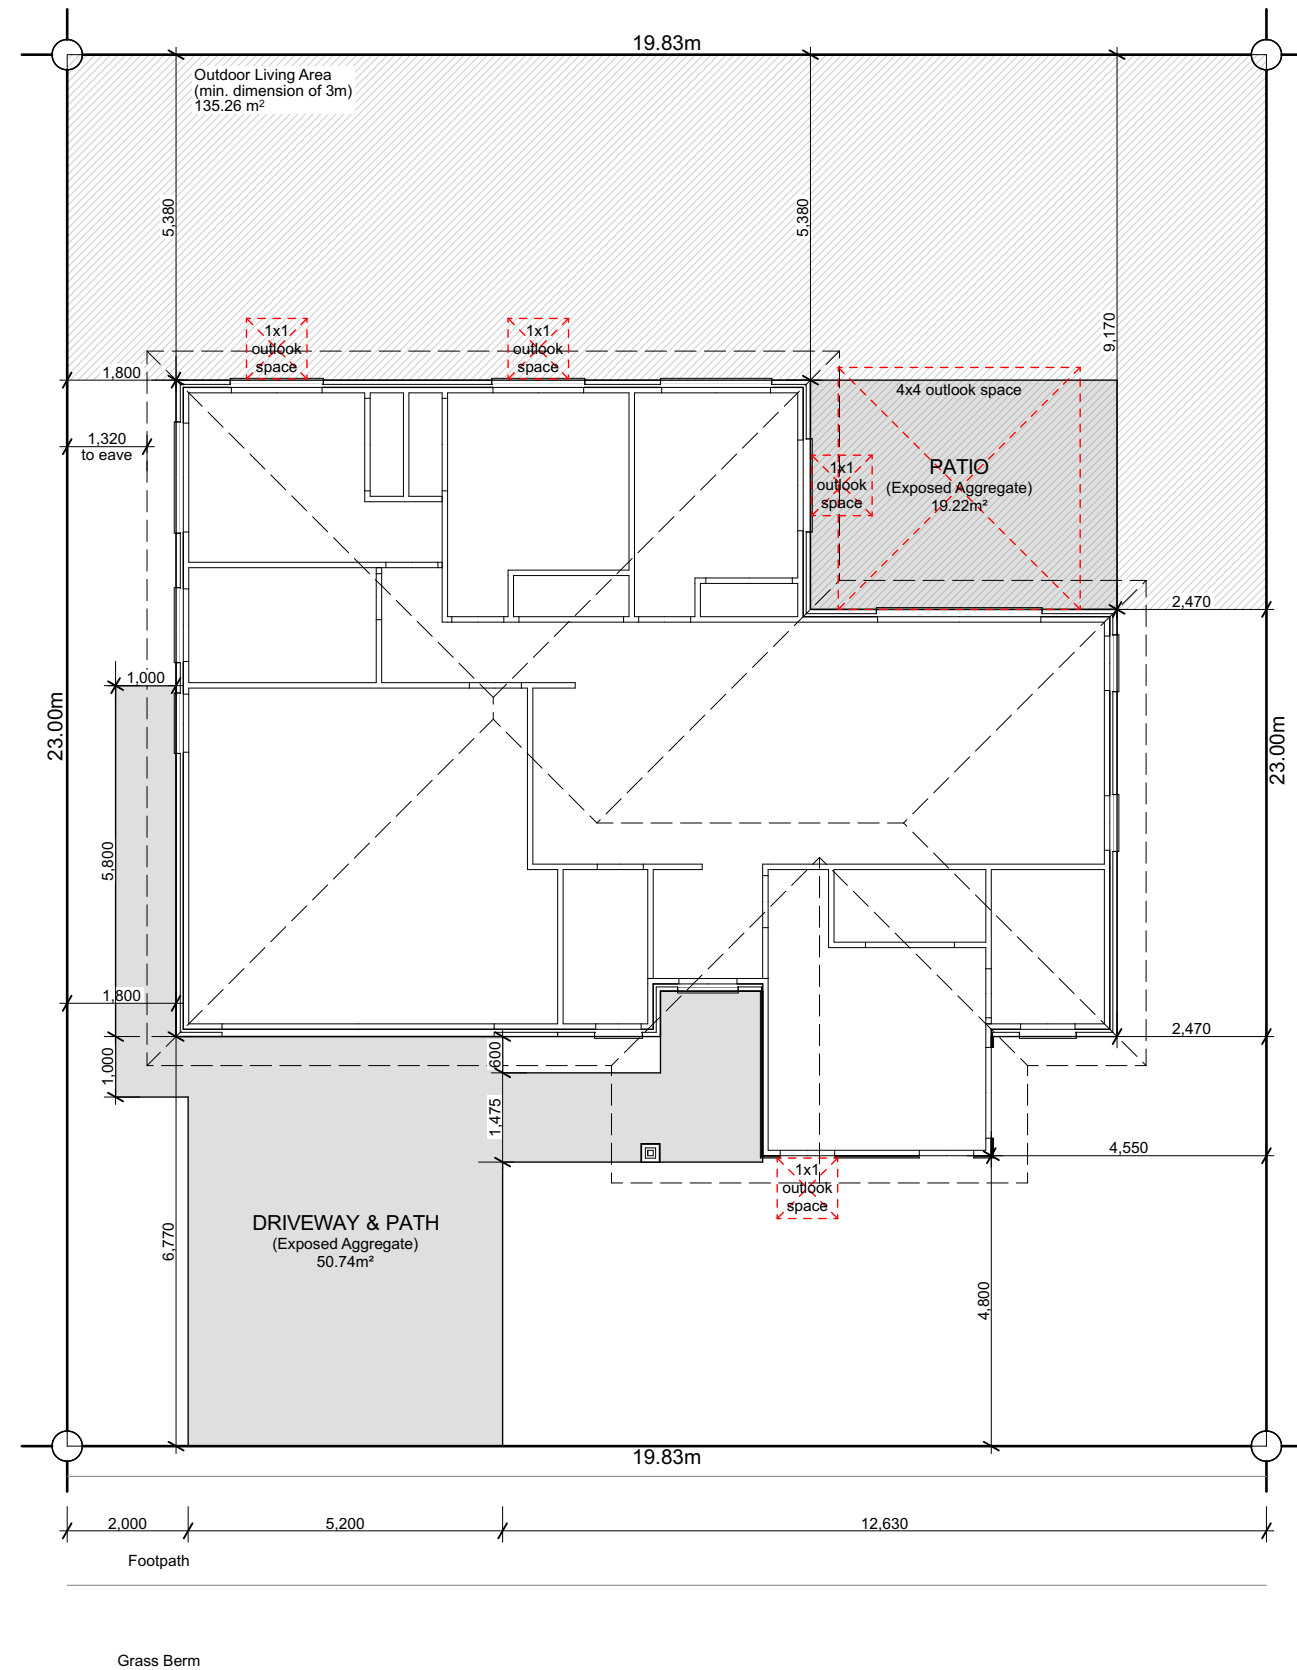 19.83m
Outdoor Living Area
(min. dimension of 3m)
135.26 m²
5,380
5,380
9,170
1x1
outlook
space
1x1
outlook
space
1,800
4x4 outlook space
1,320
to eave
1x1
outlook
space
PATIO
(Exposed Aggregate)
19.22m²
2,470
1,000
23.00m
23.00m
5,800
1,800
2,470
600
1,000
1,475
4,550
1x1
outlook
space
DRIVEWAY & PATH
(Exposed Aggregate)
50.74m²
6,770
4,800
19.83m
2,000
5,200
12,630
Footpath
Grass Berm